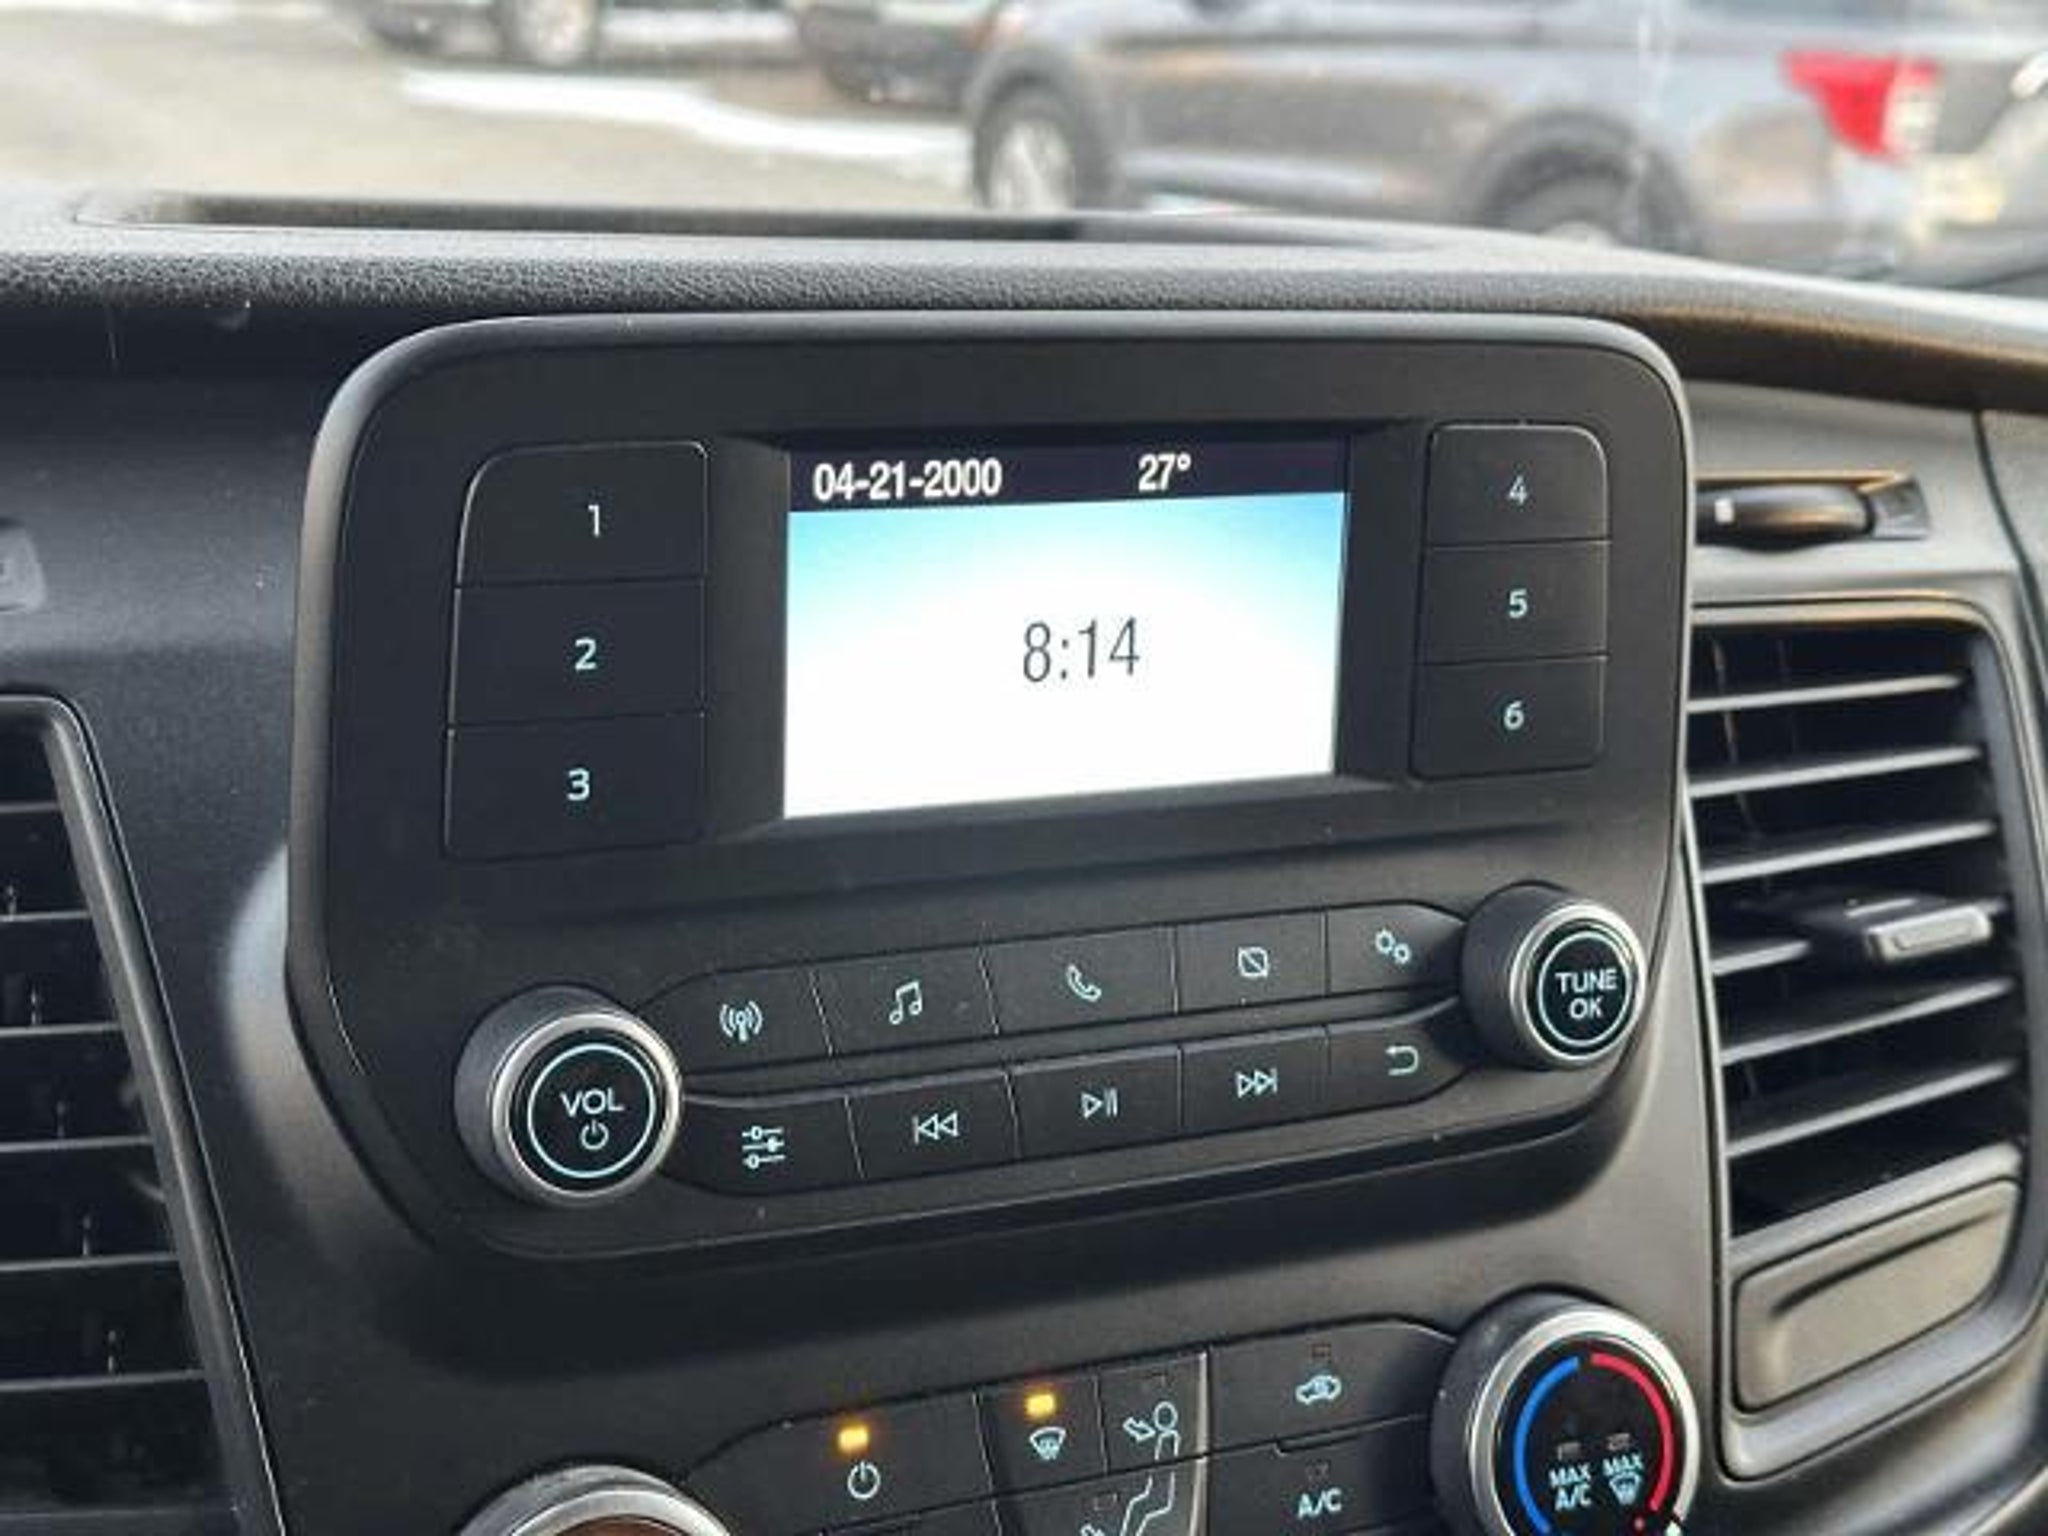 04-21-2000 27°
8:14
1
2
3
4
5
6
VOL
TUNE
OK
MAX
A/C
MAX
A/C